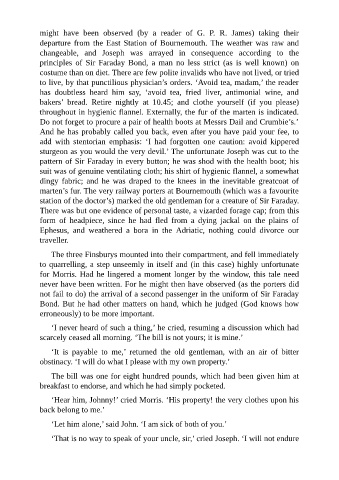 might have been observed (by a reader of G. P. R. James) taking their
departure from the East Station of Bournemouth. The weather was raw and
changeable, and Joseph was arrayed in consequence according to the
principles of Sir Faraday Bond, a man no less strict (as is well known) on
costume than on diet. There are few polite invalids who have not lived, or tried
to live, by that punctilious physician's orders. ‘Avoid tea, madam,’ the reader
has doubtless heard him say, ‘avoid tea, fried liver, antimonial wine, and
bakers’ bread. Retire nightly at 10.45; and clothe yourself (if you please)
throughout in hygienic flannel. Externally, the fur of the marten is indicated.
Do not forget to procure a pair of health boots at Messrs Dail and Crumbie’s.’
And he has probably called you back, even after you have paid your fee, to
add with stentorian emphasis: ‘I had forgotten one caution: avoid kippered
sturgeon as you would the very devil.’ The unfortunate Joseph was cut to the
pattern of Sir Faraday in every button; he was shod with the health boot; his
suit was of genuine ventilating cloth; his shirt of hygienic flannel, a somewhat
dingy fabric; and he was draped to the knees in the inevitable greatcoat of
marten’s fur. The very railway porters at Bournemouth (which was a favourite
station of the doctor’s) marked the old gentleman for a creature of Sir Faraday.
There was but one evidence of personal taste, a vizarded forage cap; from this
form of headpiece, since he had fled from a dying jackal on the plains of
Ephesus, and weathered a bora in the Adriatic, nothing could divorce our
traveller.
The three Finsburys mounted into their compartment, and fell immediately
to quarrelling, a step unseemly in itself and (in this case) highly unfortunate
for Morris. Had he lingered a moment longer by the window, this tale need
never have been written. For he might then have observed (as the porters did
not fail to do) the arrival of a second passenger in the uniform of Sir Faraday
Bond. But he had other matters on hand, which he judged (God knows how
erroneously) to be more important.
‘I never heard of such a thing,’ he cried, resuming a discussion which had
scarcely ceased all morning. ‘The bill is not yours; it is mine.’
‘It is payable to me,’ returned the old gentleman, with an air of bitter
obstinacy. ‘I will do what I please with my own property.’
The bill was one for eight hundred pounds, which had been given him at
breakfast to endorse, and which he had simply pocketed.
‘Hear him, Johnny!’ cried Morris. ‘His property! the very clothes upon his
back belong to me.’
‘Let him alone,’ said John. ‘I am sick of both of you.’
‘That is no way to speak of your uncle, sir,’ cried Joseph. ‘I will not endure